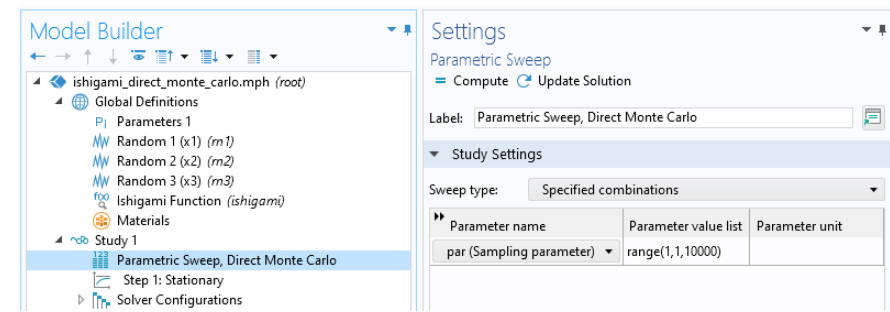 Model Builder
ishigami_direct_monte_carlo.mph (root)
Global Definitions
Pi Parameters 1
Random 1 (x1) (rn1)
Random 2 (x2) (rn2)
Random 3 (x3) (rn3)
f(x) Ishigami Function (ishigami)
Materials
Study 1
123 Parametric Sweep, Direct Monte Carlo
Step 1: Stationary
Solver Configurations
Settings
Parametric Sweep
= Compute Update Solution
Label: Parametric Sweep, Direct Monte Carlo
Study Settings
Sweep type: Specified combinations
Parameter name Parameter value list Parameter unit
par (Sampling parameter) range(1,1,10000)